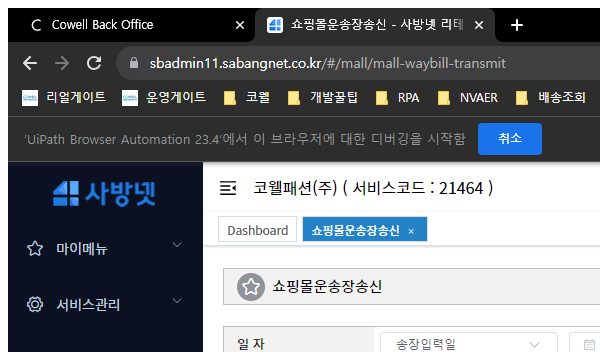 Cowell Back Office
쇼핑몰운송장송신 - 사방넷 리테
sbadmin11.sabangnet.co.kr/#/mall/mall-waybill-transmit
리얼게이트 운영게이트 코웰 개발꿀팁 RPA NVAER 배송조회
'UiPath Browser Automation 23.4'에서 이 브라우저에 대한 디버깅을 시작함 취소
사방넷
코웰패션(주) ( 서비스코드 : 21464 )
Dashboard 쇼핑몰운송장송신 ×
마이메뉴
서비스관리
쇼핑몰운송장송신
일 자 송장입력일